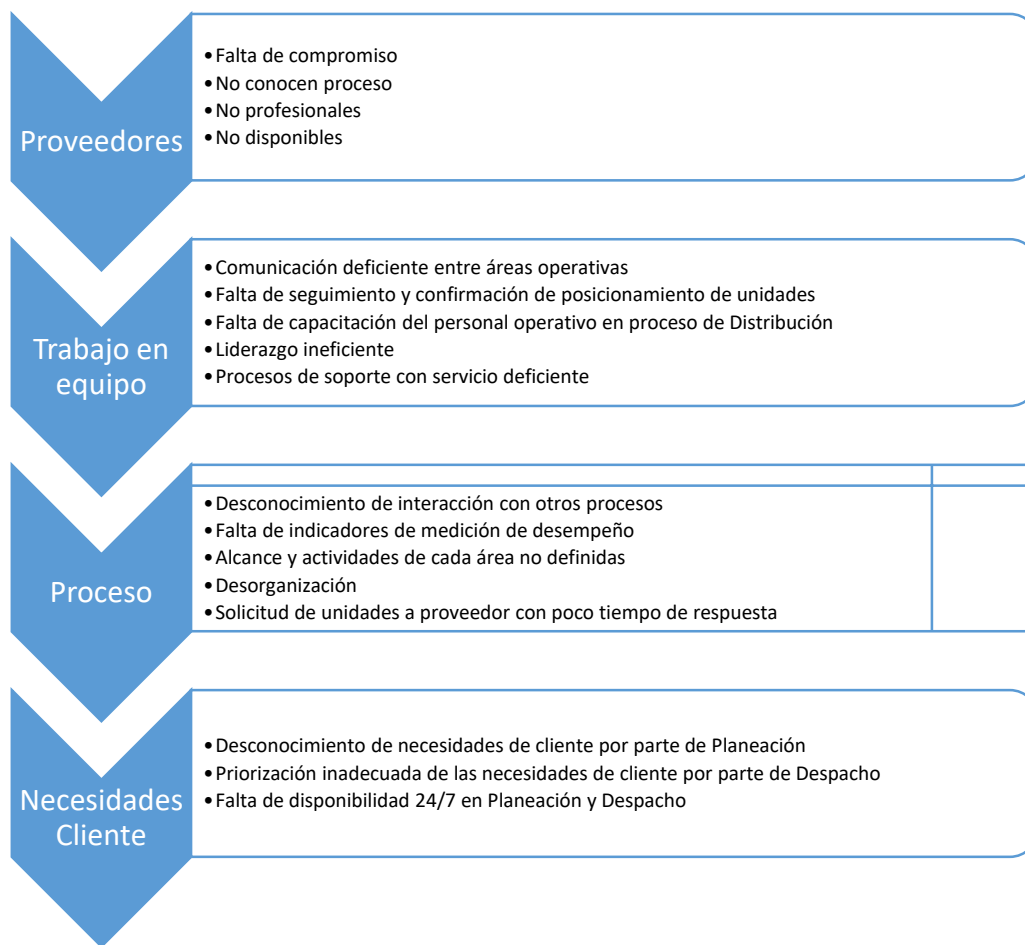 Proveedores
•Falta de compromiso
•No conocen proceso
•No profesionales
•No disponibles
Trabajo en
equipo
•Comunicación deficiente entre áreas operativas
•Falta de seguimiento y confirmación de posicionamiento de unidades
•Falta de capacitación del personal operativo en proceso de Distribución
•Liderazgo ineficiente
•Procesos de soporte con servicio deficiente
Proceso
•Desconocimiento de interacción con otros procesos
•Falta de indicadores de medición de desempeño
•Alcance y actividades de cada área no definidas
•Desorganización
•Solicitud de unidades a proveedor con poco tiempo de respuesta
Necesidades
Cliente
•Desconocimiento de necesidades de cliente por parte de Planeación
•Priorización inadecuada de las necesidades de cliente por parte de Despacho
•Falta de disponibilidad 24/7 en Planeación y Despacho